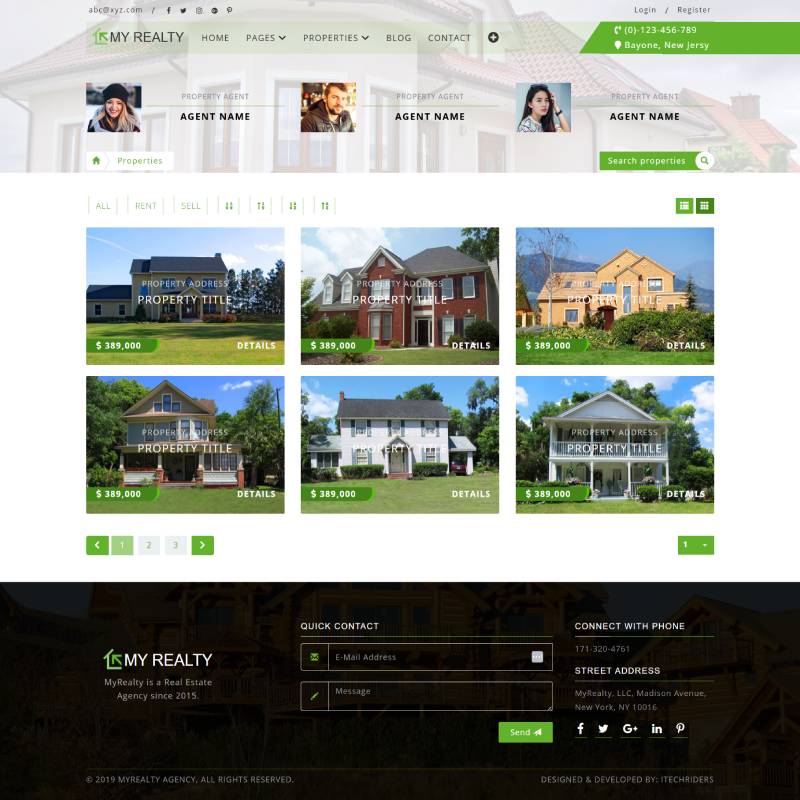 abc@xyz.com /
Login / Register
MY REALTY HOME PAGES PROPERTIES BLOG CONTACT
(0)-123-456-789
Bayone, New Jersy
PROPERTY AGENT
AGENT NAME
PROPERTY AGENT
AGENT NAME
PROPERTY AGENT
AGENT NAME
Properties
Search properties
ALL RENT SELL
PROPERTY ADDRESS
PROPERTY TITLE
$ 389,000 DETAILS
PROPERTY ADDRESS
PROPERTY TITLE
$ 389,000 DETAILS
PROPERTY ADDRESS
PROPERTY TITLE
$ 389,000 DETAILS
PROPERTY ADDRESS
PROPERTY TITLE
$ 389,000 DETAILS
PROPERTY ADDRESS
PROPERTY TITLE
$ 389,000 DETAILS
PROPERTY ADDRESS
PROPERTY TITLE
$ 389,000 DETAILS
1 2 3
1
MY REALTY
MyRealty is a Real Estate
Agency since 2015.
QUICK CONTACT
E-Mail Address
Message
Send
CONNECT WITH PHONE
171-320-4761
STREET ADDRESS
MyRealty, LLC, Madison Avenue,
New York, NY 10016
© 2019 MYREALTY AGENCY, ALL RIGHTS RESERVED.
DESIGNED & DEVELOPED BY: ITECHRIDERS